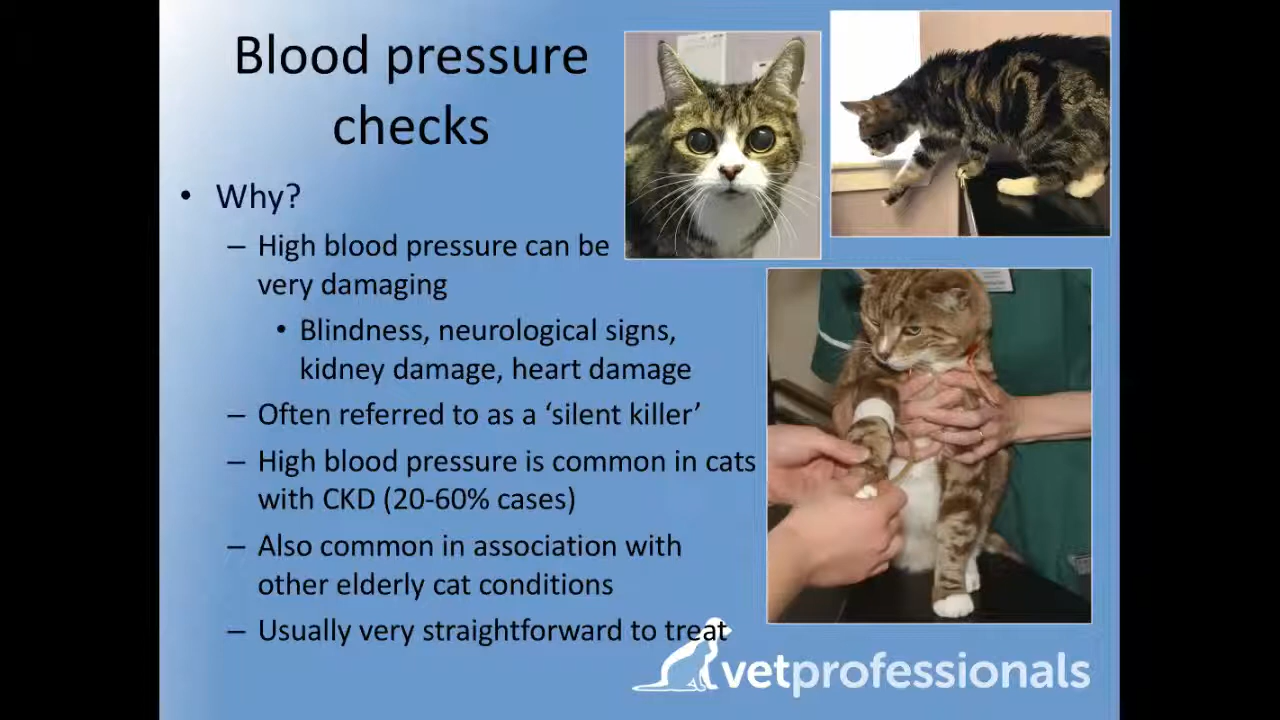 Blood pressure
checks
• Why?
– High blood pressure can be
very damaging
• Blindness, neurological signs,
kidney damage, heart damage
– Often referred to as a ‘silent killer’
– High blood pressure is common in cats
with CKD (20-60% cases)
– Also common in association with
other elderly cat conditions
– Usually very straightforward to treat
vetprofessionals